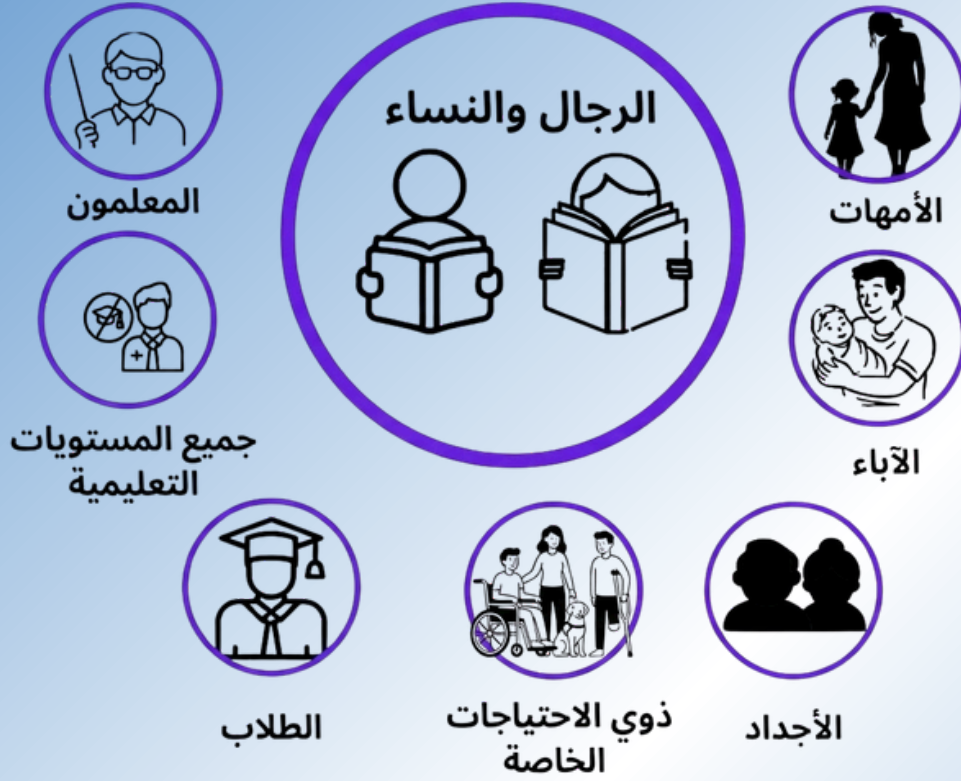 الرجال والنساء
الأمهات
المعلمون
الآباء
جميع المستويات
التعليمية
الأجداد
ذوي الاحتياجات
الخاصة
الطلاب